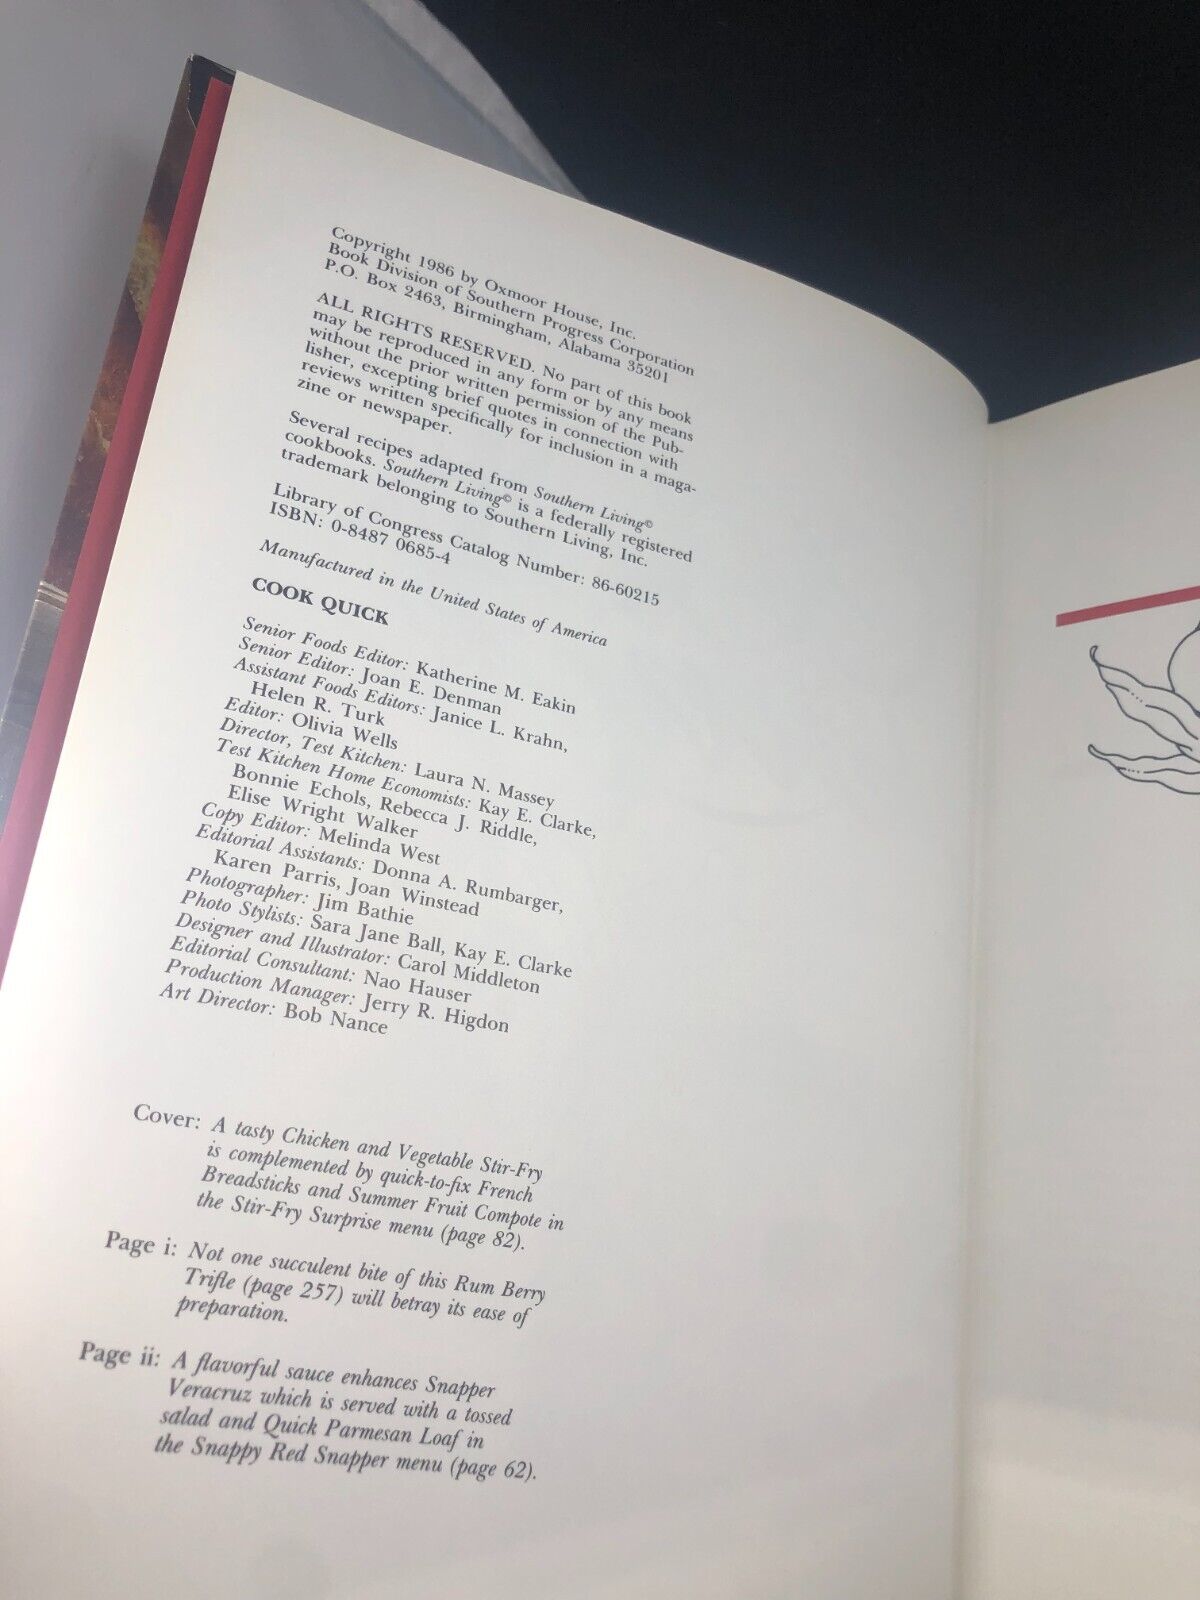 Copyright 1986 by Oxmoor House, Inc.
Book Division of Southern Progress Corporation
P.O. Box 2463, Birmingham, Alabama 35201
ALL RIGHTS RESERVED. No part of this book
may be reproduced in any form or by any means
without the prior written permission of the Pub-
lisher, excepting brief quotes in connection with
reviews written specifically for inclusion in a maga-
zine or newspaper.
Several recipes adapted from Southern Living©
cookbooks. Southern Living© is a federally registered
trademark belonging to Southern Living, Inc.
Library of Congress Catalog Number: 86-60215
ISBN: 0-8487 0685-4
Manufactured in the United States of America
COOK QUICK
Senior Foods Editor: Katherine M. Eakin
Senior Editor: Joan E. Denman
Assistant Foods Editors: Janice L. Krahn,
Helen R. Turk
Editor: Olivia Wells
Director, Test Kitchen: Laura N. Massey
Test Kitchen Home Economists: Kay E. Clarke,
Bonnie Echols, Rebecca J. Riddle,
Elise Wright Walker
Copy Editor: Melinda West
Editorial Assistants: Donna A. Rumbarger,
Karen Parris, Joan Winstead
Photographer: Jim Bathie
Photo Stylists: Sara Jane Ball, Kay E. Clarke
Designer and Illustrator: Carol Middleton
Editorial Consultant: Nao Hauser
Production Manager: Jerry R. Higdon
Art Director: Bob Nance
Cover: A tasty Chicken and Vegetable Stir-Fry
is complemented by quick-to-fix French
Breadsticks and Summer Fruit Compote in
the Stir-Fry Surprise menu (page 82).
Page i: Not one succulent bite of this Rum Berry
Trifle (page 257) will betray its ease of
preparation.
Page ii: A flavorful sauce enhances Snapper
Veracruz which is served with a tossed
salad and Quick Parmesan Loaf in
the Snappy Red Snapper menu (page 62).